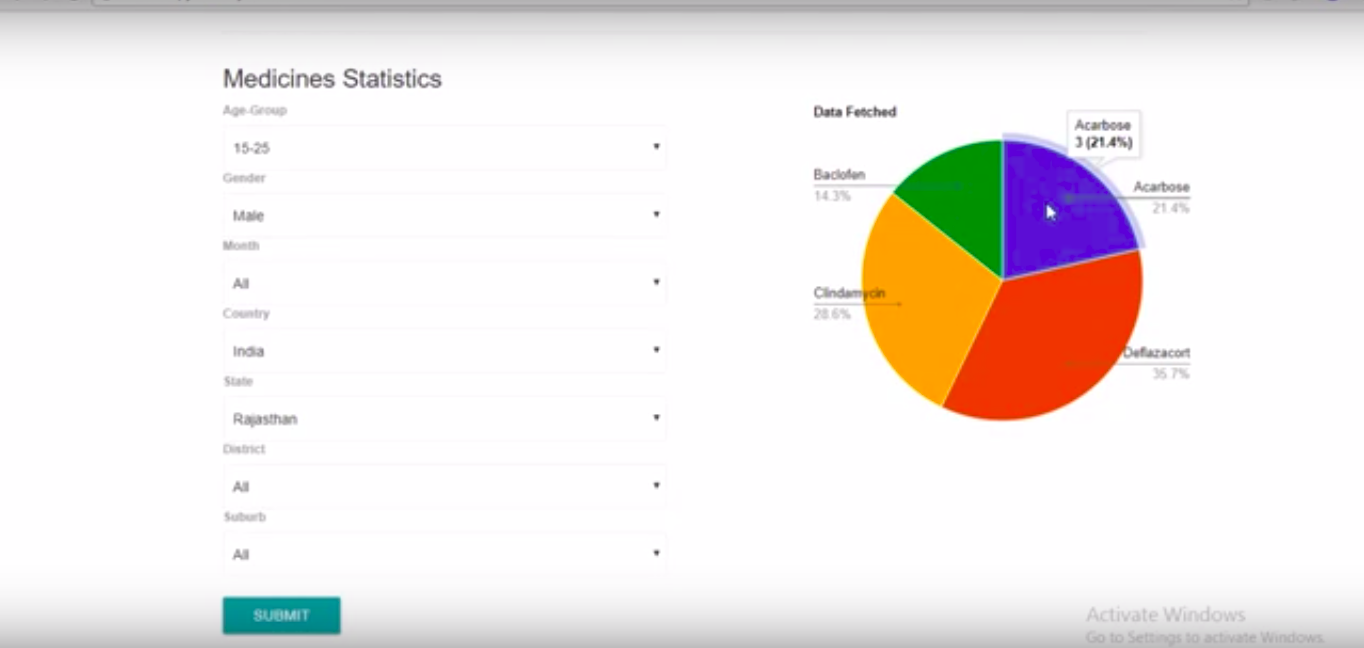 Medicines Statistics
Age-Group
15-25
Gender
Male
Month
All
Country
India
State
Rajasthan
District
All
Suburb
All
SUBMIT
Data Fetched
Acarbose
3 (21.4%)
Baclofen
14.3%
Acarbose
21.4%
Clindamycin
28.6%
Deflazacort
35.7%
Activate Windows
Go to Settings to activate Windows.